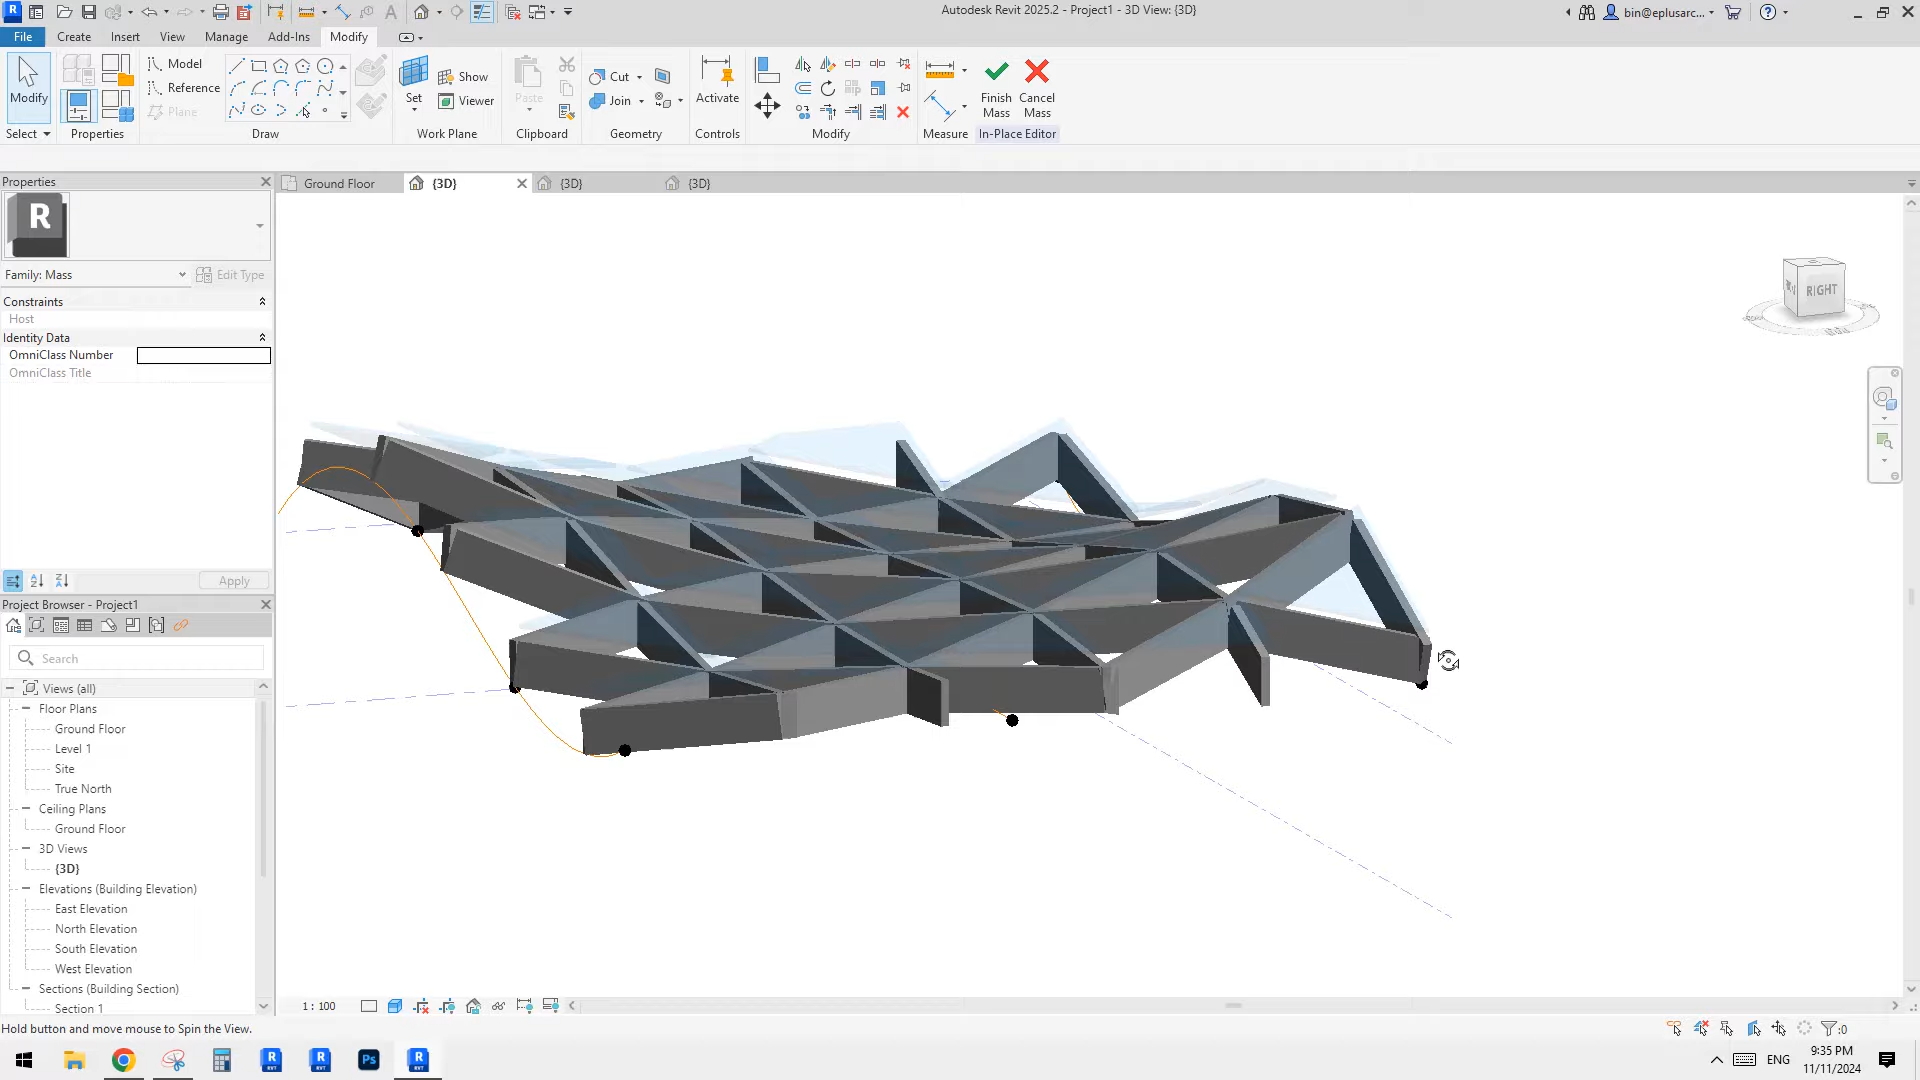 Autodesk Revit 2025.2 - Project1 - 3D View: {3D}
bin@eplusarc...
File Create Insert View Manage Add-Ins Modify
Modify
Model
Reference
Plane
Set
Show
Viewer
Paste
Cut
Join
Activate
Finish Mass
Cancel Mass
Select Properties Draw Work Plane Clipboard Geometry Controls Modify Measure In-Place Editor
Properties
Ground Floor {3D} {3D} {3D}
R
Family: Mass Edit Type
Constraints
Host
Identity Data
OmniClass Number
OmniClass Title
RIGHT
Apply
Project Browser - Project1
Search
Views (all)
Floor Plans
Ground Floor
Level 1
Site
True North
Ceiling Plans
Ground Floor
3D Views
{3D}
Elevations (Building Elevation)
East Elevation
North Elevation
South Elevation
West Elevation
Sections (Building Section)
Section 1
1 : 100
Hold button and move mouse to Spin the View.
:0
R RVT
R RVT
Ps
R RVT
ENG
9:35 PM
11/11/2024